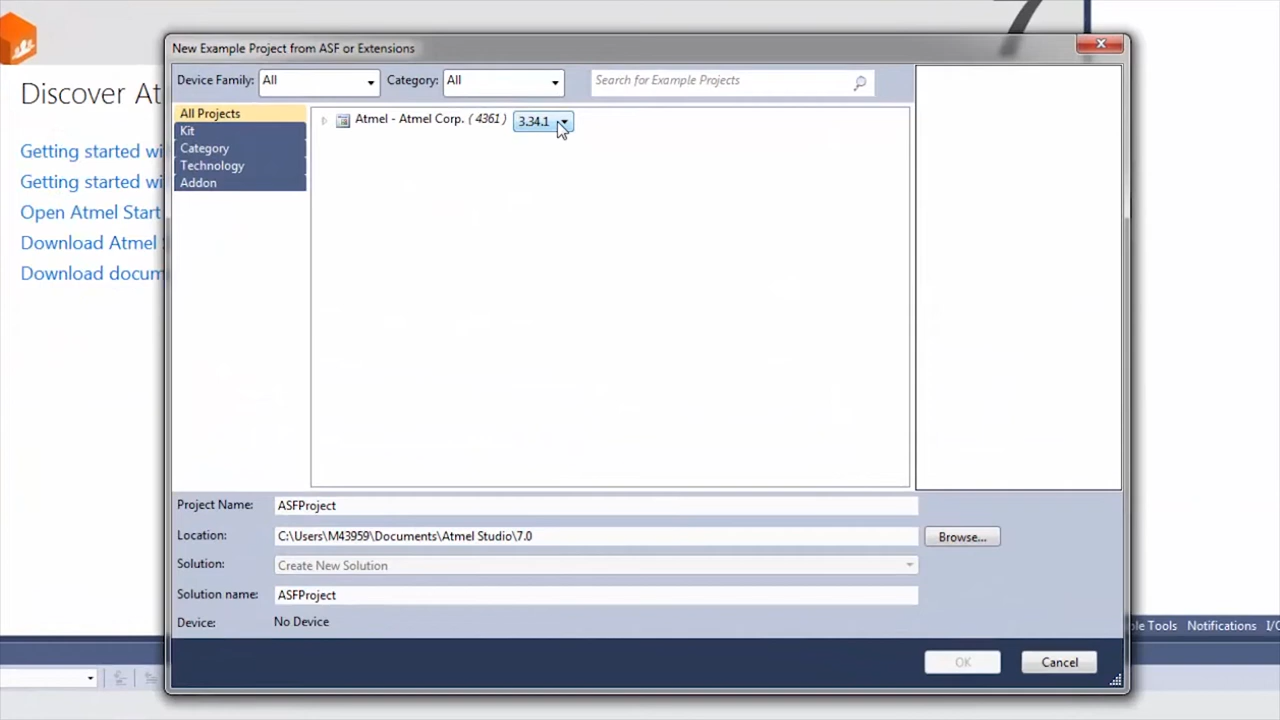 7
New Example Project from ASF or Extensions
Device Family: All Category: All Search for Example Projects
Discover At
All Projects
Kit
Category
Technology
Addon
Atmel - Atmel Corp. ( 4361 ) 3.34.1
Getting started wi
Getting started wi
Open Atmel Start
Download Atmel S
Download docum
Project Name: ASFProject
Location: C:\Users\M43959\Documents\Atmel Studio\7.0 Browse...
Solution: Create New Solution
Solution name: ASFProject
Device: No Device
ble Tools Notifications I/O
OK Cancel